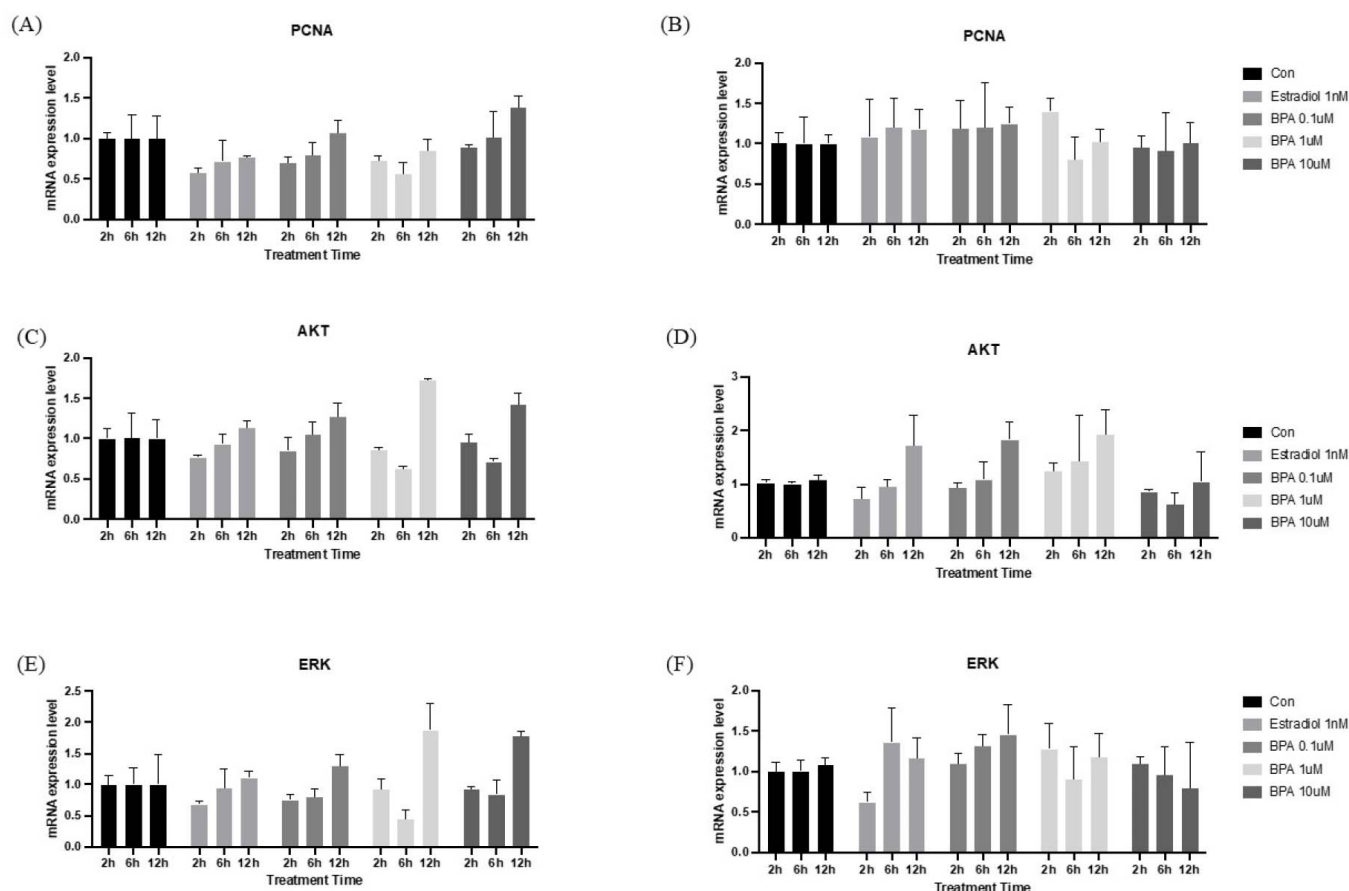 (A)
PCNA
mRNA expression level
2.0
1.5
1.0
0.5
0.0
2h 6h 12h 2h 6h 12h 2h 6h 12h 2h 6h 12h 2h 6h 12h
Treatment Time
(B)
PCNA
mRNA expression level
2.0
1.5
1.0
0.5
0.0
2h 6h 12h 2h 6h 12h 2h 6h 12h 2h 6h 12h 2h 6h 12h
Treatment Time
Con
Estradiol 1nM
BPA 0.1uM
BPA 1uM
BPA 10uM
(C)
AKT
mRNA expression level
2.0
1.5
1.0
0.5
0.0
2h 6h 12h 2h 6h 12h 2h 6h 12h 2h 6h 12h 2h 6h 12h
Treatment Time
(D)
AKT
mRNA expression level
3
2
1
0
2h 6h 12h 2h 6h 12h 2h 6h 12h 2h 6h 12h 2h 6h 12h
Treatment Time
Con
Estradiol 1nM
BPA 0.1uM
BPA 1uM
BPA 10uM
(E)
ERK
mRNA expression level
2.5
2.0
1.5
1.0
0.5
0.0
2h 6h 12h 2h 6h 12h 2h 6h 12h 2h 6h 12h 2h 6h 12h
Treatment Time
(F)
ERK
mRNA expression level
2.0
1.5
1.0
0.5
0.0
2h 6h 12h 2h 6h 12h 2h 6h 12h 2h 6h 12h 2h 6h 12h
Treatment Time
Con
Estradiol 1nM
BPA 0.1uM
BPA 1uM
BPA 10uM